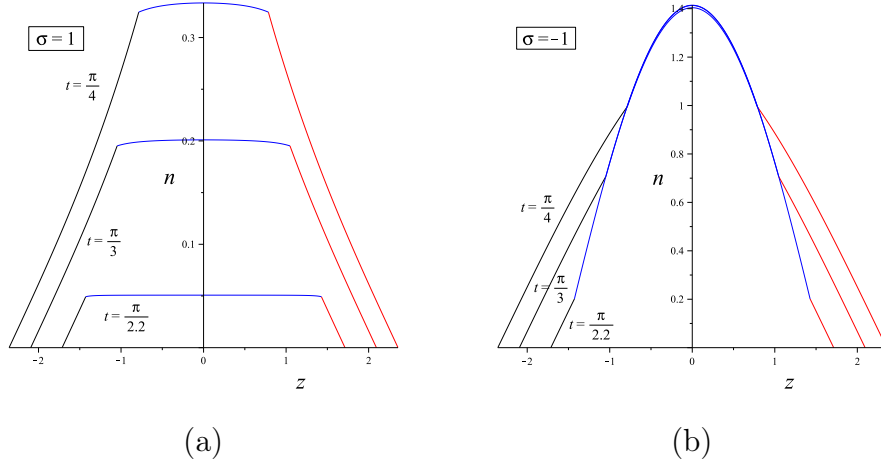 σ = 1
t = π/4
t = π/3
t = π/2.2
n
0.3
0.2
0.1
-2 -1 0 1 2
z
(a)
σ = -1
t = π/4
t = π/3
t = π/2.2
n
1.4
1.2
1
0.8
0.6
0.4
0.2
-2 -1 0 1 2
z
(b)